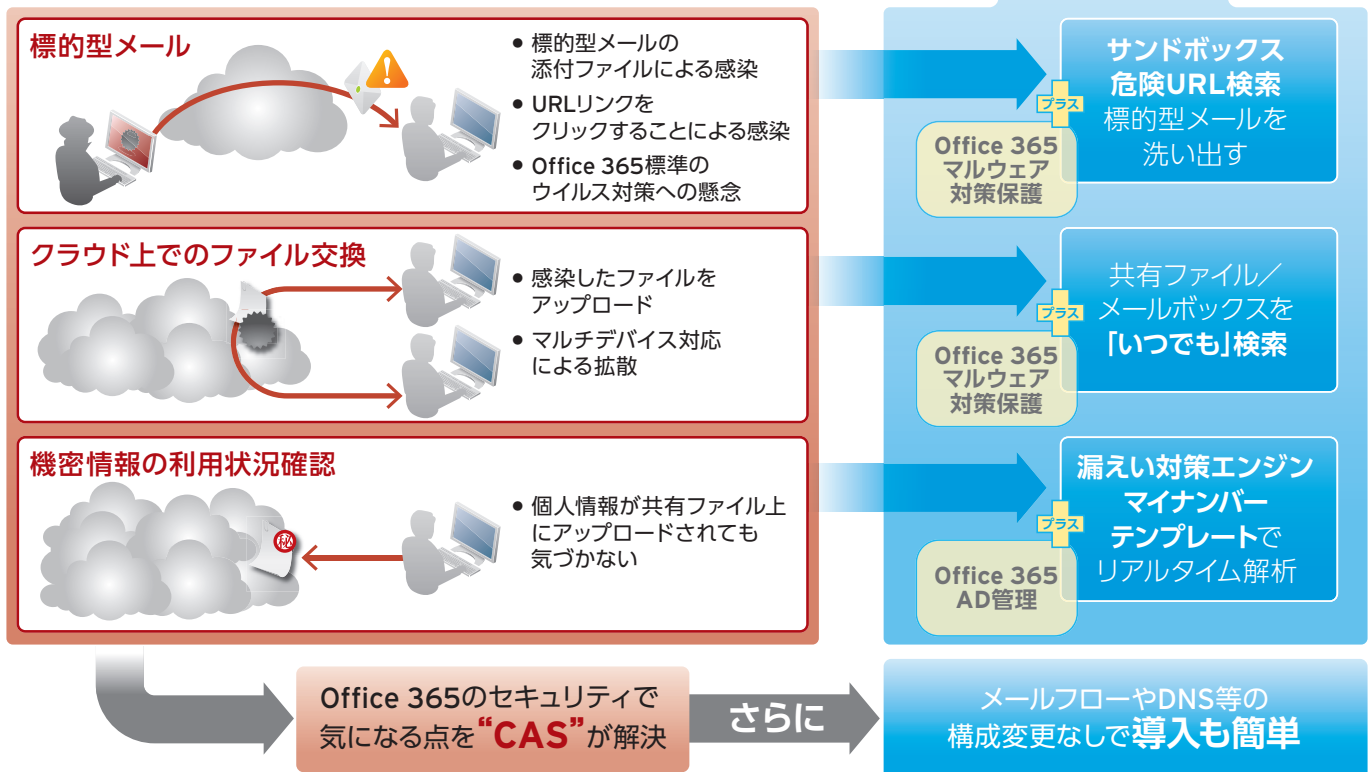 標的型メール
● 標的型メールの
添付ファイルによる感染
● URLリンクを
クリックすることによる感染
● Office 365標準の
ウイルス対策への懸念
サンドボックス
危険URL検索
標的型メールを
洗い出す
プラス
Office 365
マルウェア
対策保護
クラウド上でのファイル交換
● 感染したファイルを
アップロード
● マルチデバイス対応
による拡散
共有ファイル／
メールボックスを
「いつでも」検索
プラス
Office 365
マルウェア
対策保護
機密情報の利用状況確認
秘
● 個人情報が共有ファイル上
にアップロードされても
気づかない
漏えい対策エンジン
マイナンバー
テンプレートで
リアルタイム解析
プラス
Office 365
AD管理
Office 365のセキュリティで
気になる点を“CAS”が解決
さらに
メールフローやDNS等の
構成変更なしで導入も簡単